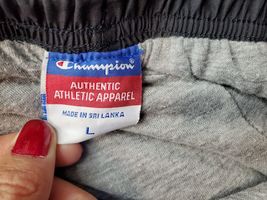 Champion
AUTHENTIC
ATHLETIC APPAREL
MADE IN SRI LANKA
L